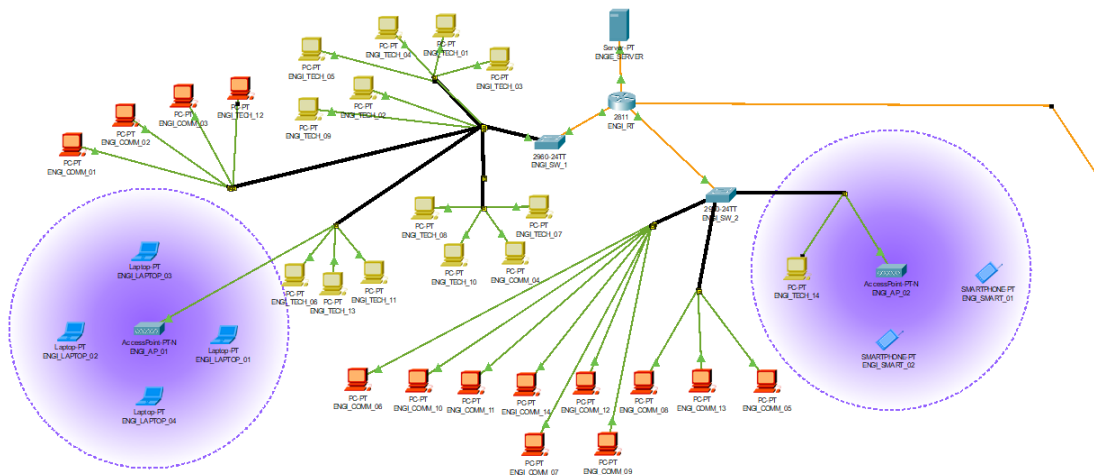 Server-PT
ENGIE_SERVER
PC-PT
ENGI_TECH_04
PC-PT
ENGI_TECH_01
PC-PT
ENGI_TECH_05
PC-PT
ENGI_TECH_03
PC-PT
ENGI_TECH_02
PC-PT
ENGI_TECH_09
PC-PT
ENGI_TECH_12
PC-PT
ENGI_COMM_03
PC-PT
ENGI_COMM_02
PC-PT
ENGI_COMM_01
2811
ENGI_RT
2960-24TT
ENGI_SW_1
2960-24TT
ENGI_SW_2
PC-PT
ENGI_TECH_08
PC-PT
ENGI_TECH_07
PC-PT
ENGI_TECH_10
PC-PT
ENGI_COMM_04
Laptop-PT
ENGI_LAPTOP_03
PC-PT
ENGI_TECH_06
PC-PT
ENGI_TECH_13
PC-PT
ENGI_TECH_11
PC-PT
ENGI_TECH_14
AccessPoint-PT-N
ENGI_AP_02
SMARTPHONE-PT
ENGI_SMART_01
SMARTPHONE-PT
ENGI_SMART_02
Laptop-PT
ENGI_LAPTOP_02
AccessPoint-PT-N
ENGI_AP_01
Laptop-PT
ENGI_LAPTOP_01
Laptop-PT
ENGI_LAPTOP_04
PC-PT
ENGI_COMM_06
PC-PT
ENGI_COMM_10
PC-PT
ENGI_COMM_11
PC-PT
ENGI_COMM_14
PC-PT
ENGI_COMM_12
PC-PT
ENGI_COMM_08
PC-PT
ENGI_COMM_13
PC-PT
ENGI_COMM_05
PC-PT
ENGI_COMM_07
PC-PT
ENGI_COMM_09